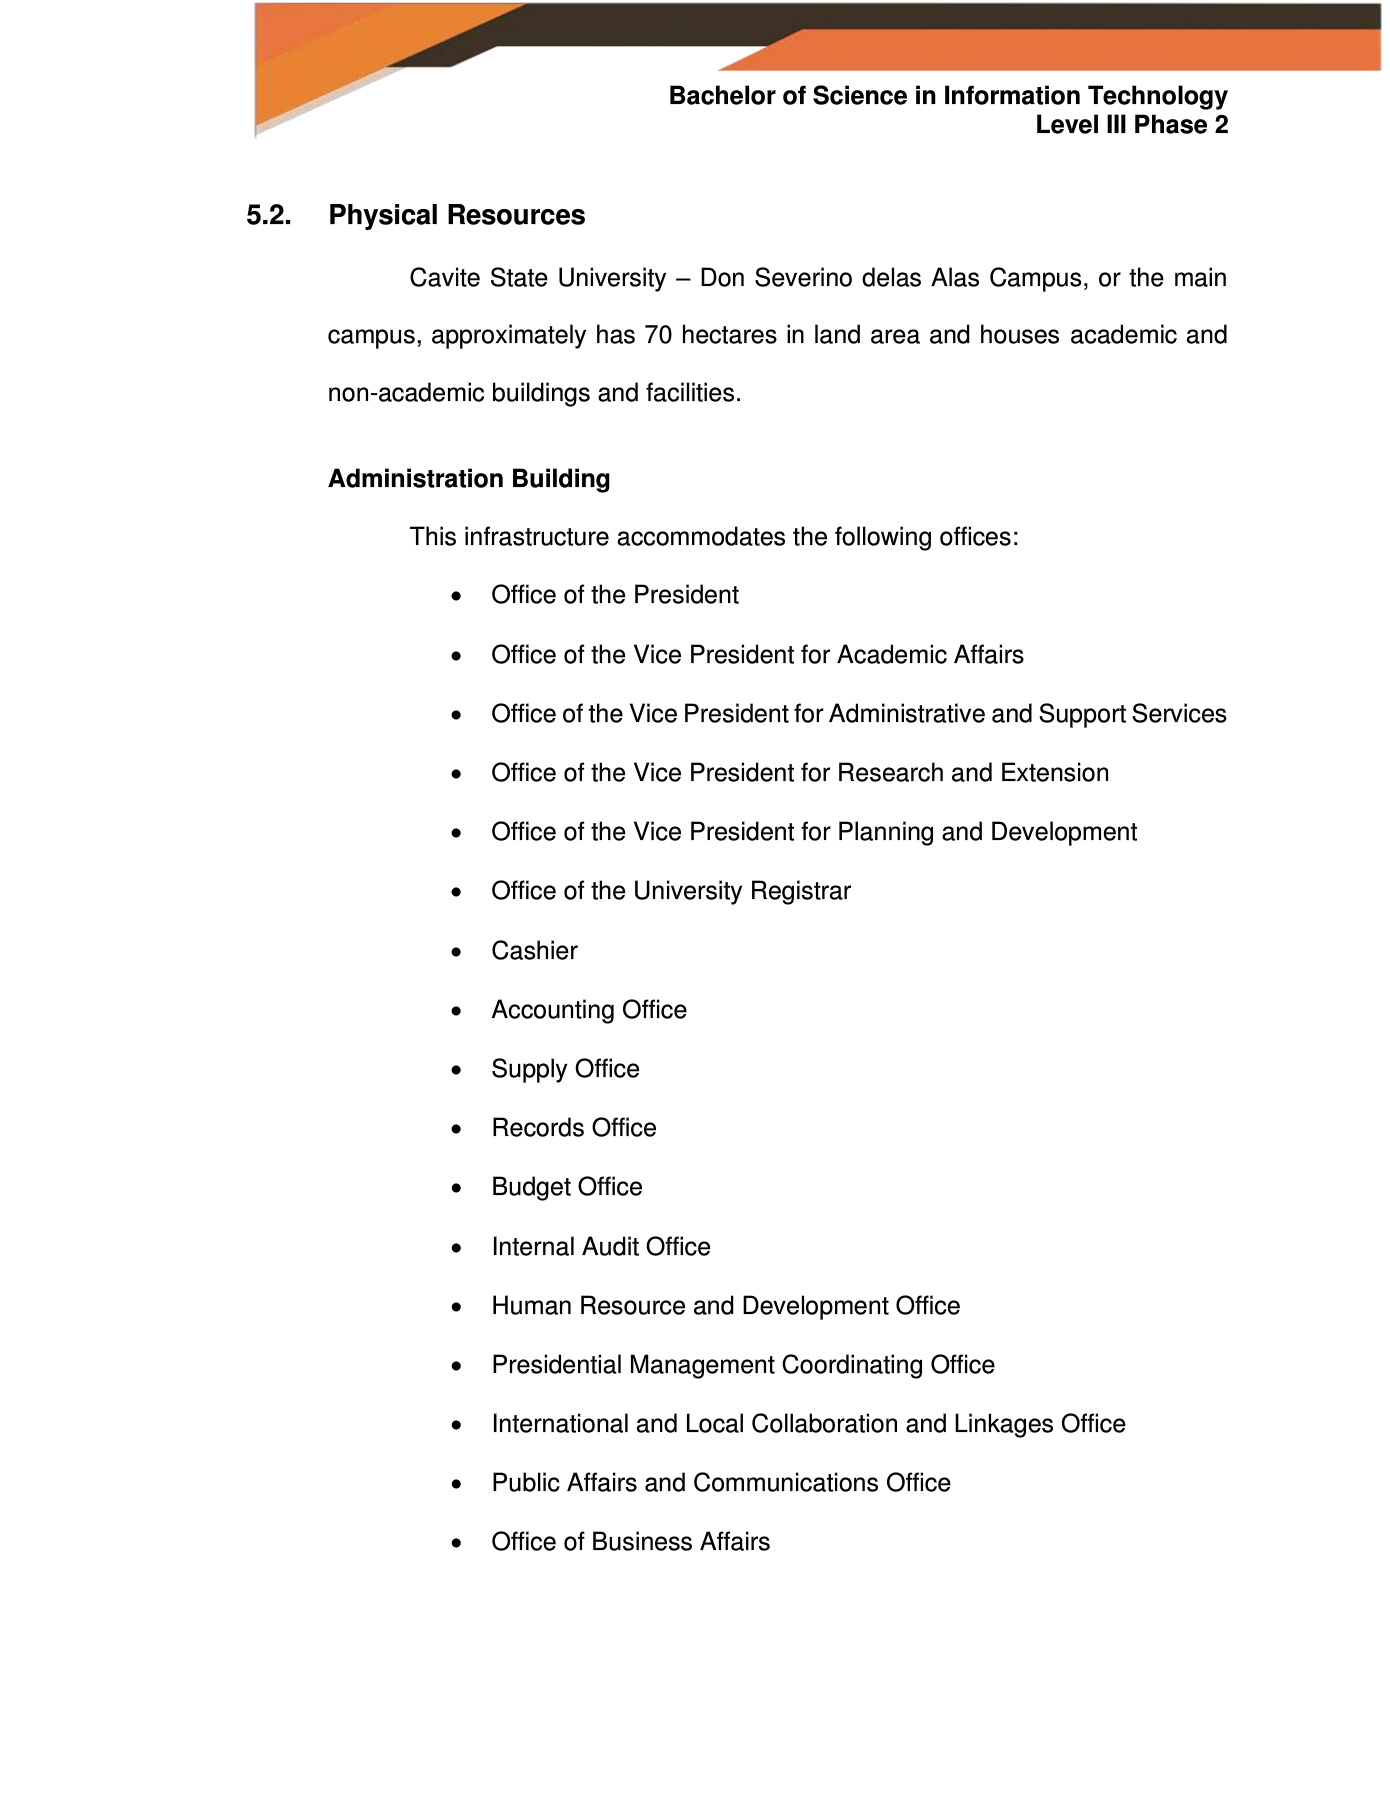 Bachelor of Science in Information Technology
Level III Phase 2
5.2. Physical Resources
Cavite State University – Don Severino delas Alas Campus, or the main
campus, approximately has 70 hectares in land area and houses academic and
non-academic buildings and facilities.
Administration Building
This infrastructure accommodates the following offices:
• Office of the President
• Office of the Vice President for Academic Affairs
• Office of the Vice President for Administrative and Support Services
• Office of the Vice President for Research and Extension
• Office of the Vice President for Planning and Development
• Office of the University Registrar
• Cashier
• Accounting Office
• Supply Office
• Records Office
• Budget Office
• Internal Audit Office
• Human Resource and Development Office
• Presidential Management Coordinating Office
• International and Local Collaboration and Linkages Office
• Public Affairs and Communications Office
• Office of Business Affairs